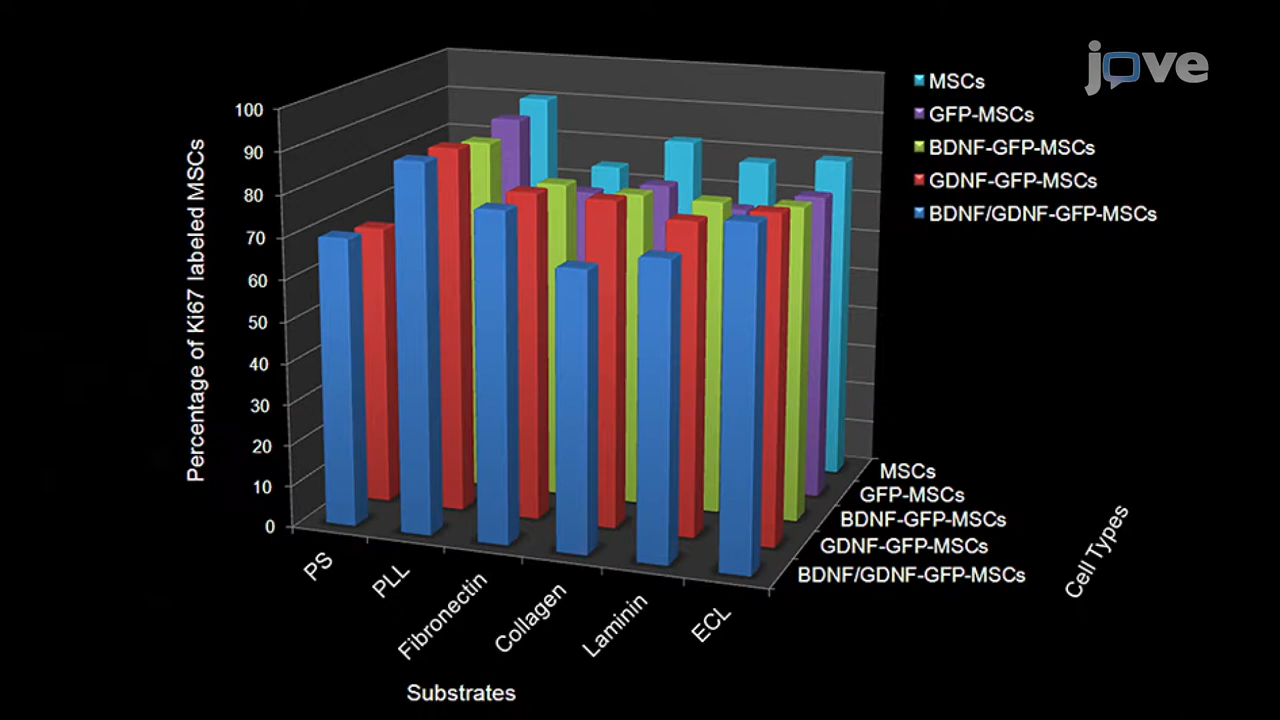 jove
MSCs
GFP-MSCs
BDNF-GFP-MSCs
GDNF-GFP-MSCs
BDNF/GDNF-GFP-MSCs
Percentage of Ki67 labeled MSCs
100
90
80
70
60
50
40
30
20
10
0
PS
PLL
Fibronectin
Collagen
Laminin
ECL
Substrates
MSCs
GFP-MSCs
BDNF-GFP-MSCs
GDNF-GFP-MSCs
BDNF/GDNF-GFP-MSCs
Cell Types